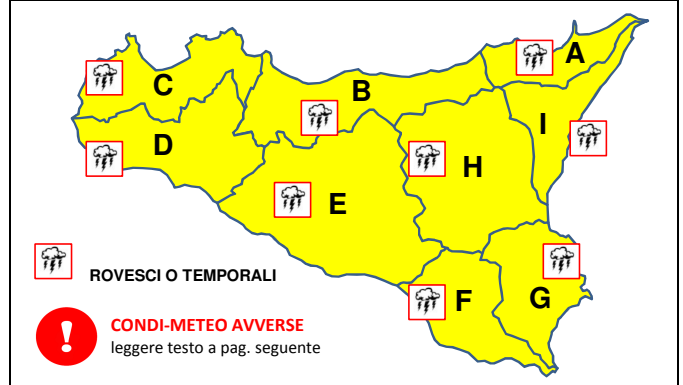 A
C
B
I
D
H
E
F
G
ROVESCI O TEMPORALI
!
CONDI-METEO AVVERSE
leggere testo a pag. seguente